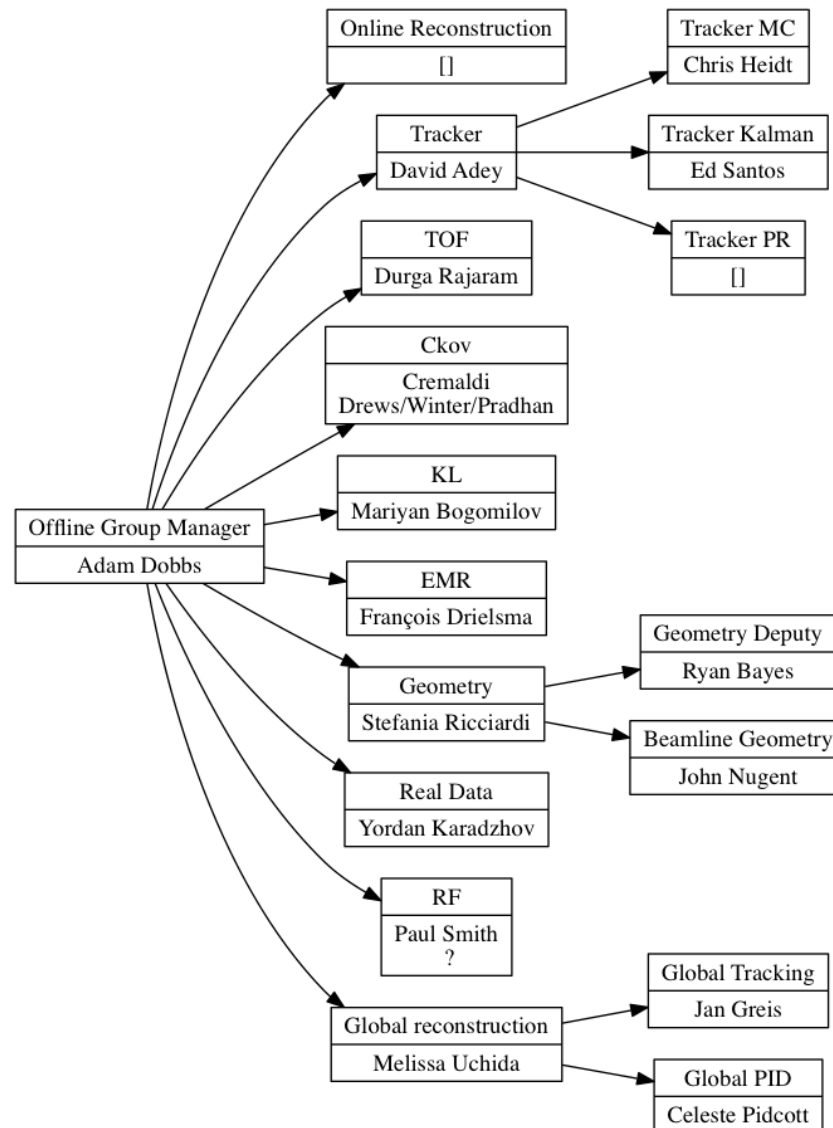 Online Reconstruction
[]
Tracker MC
Chris Heidt
Tracker
David Adey
Tracker Kalman
Ed Santos
Tracker PR
[]
TOF
Durga Rajaram
Ckov
Cremaldi
Drews/Winter/Pradhan
KL
Mariyan Bogomilov
Offline Group Manager
Adam Dobbs
EMR
François Drielsma
Geometry
Stefania Ricciardi
Geometry Deputy
Ryan Bayes
Beamline Geometry
John Nugent
Real Data
Yordan Karadzhov
RF
Paul Smith
?
Global reconstruction
Melissa Uchida
Global Tracking
Jan Greis
Global PID
Celeste Pidcott